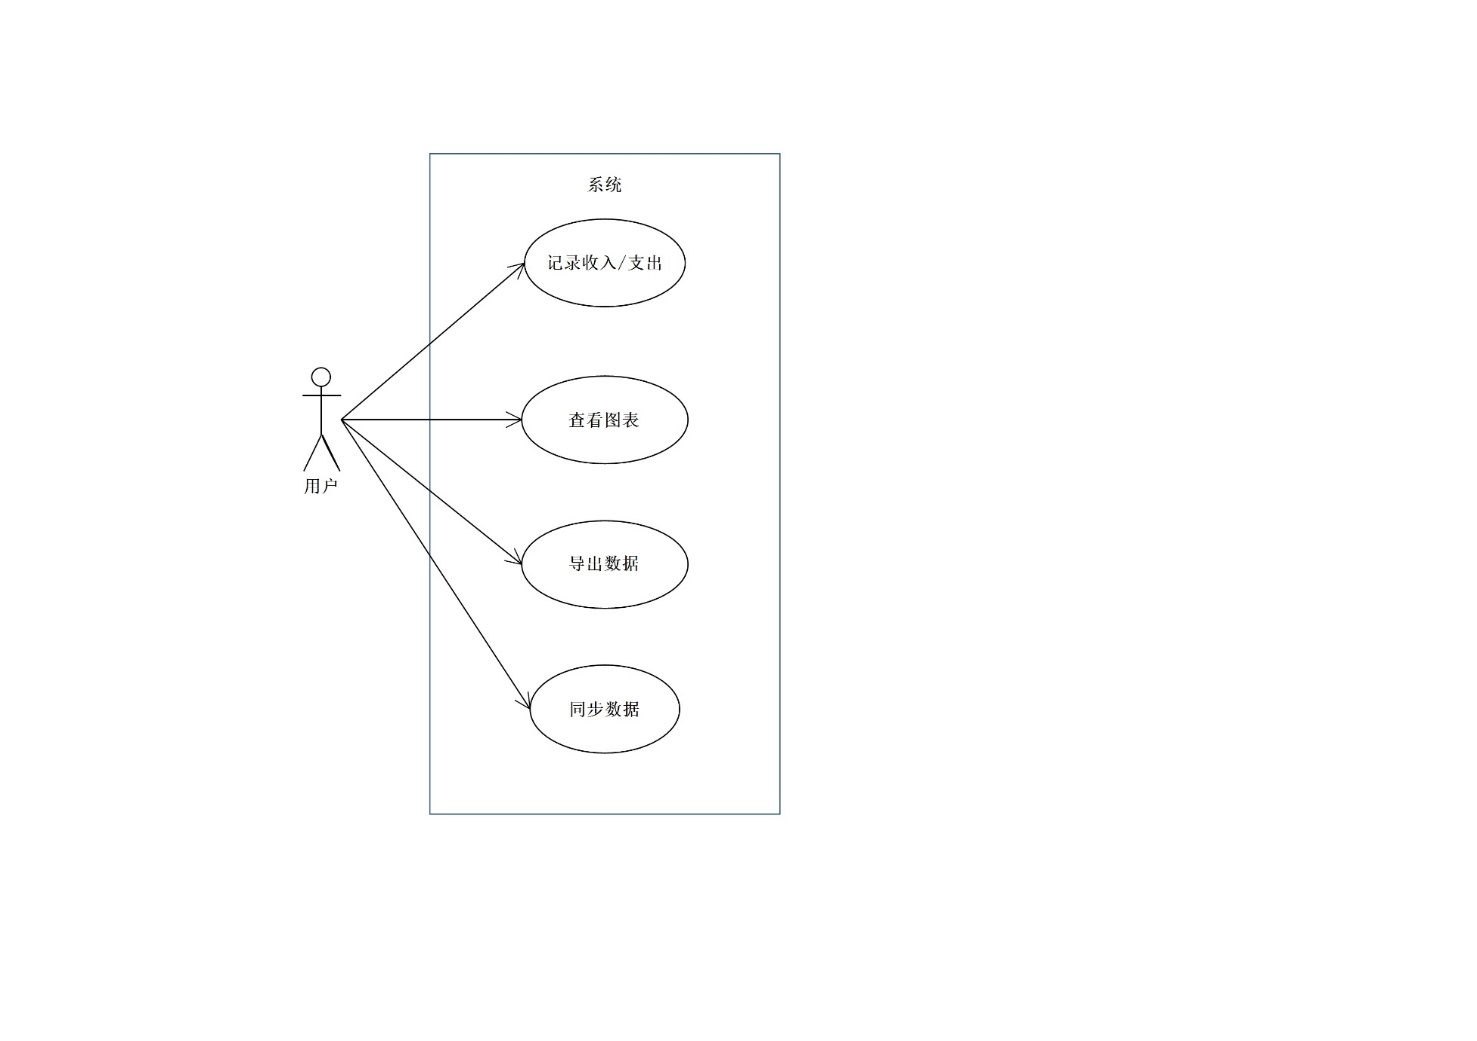 系统
记录收入/支出
查看图表
用户
导出数据
同步数据